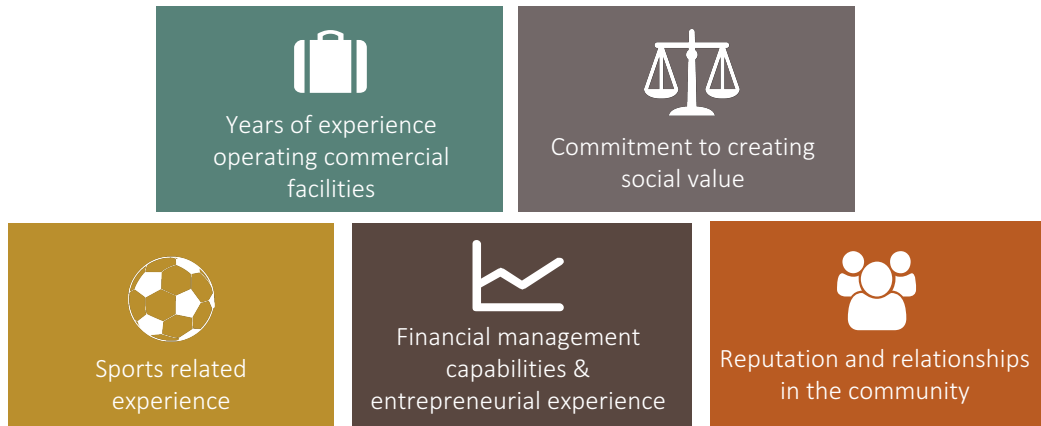 Years of experience
operating commercial
facilities
Commitment to creating
social value
Sports related
experience
Financial management
capabilities &
entrepreneurial experience
Reputation and relationships
in the community